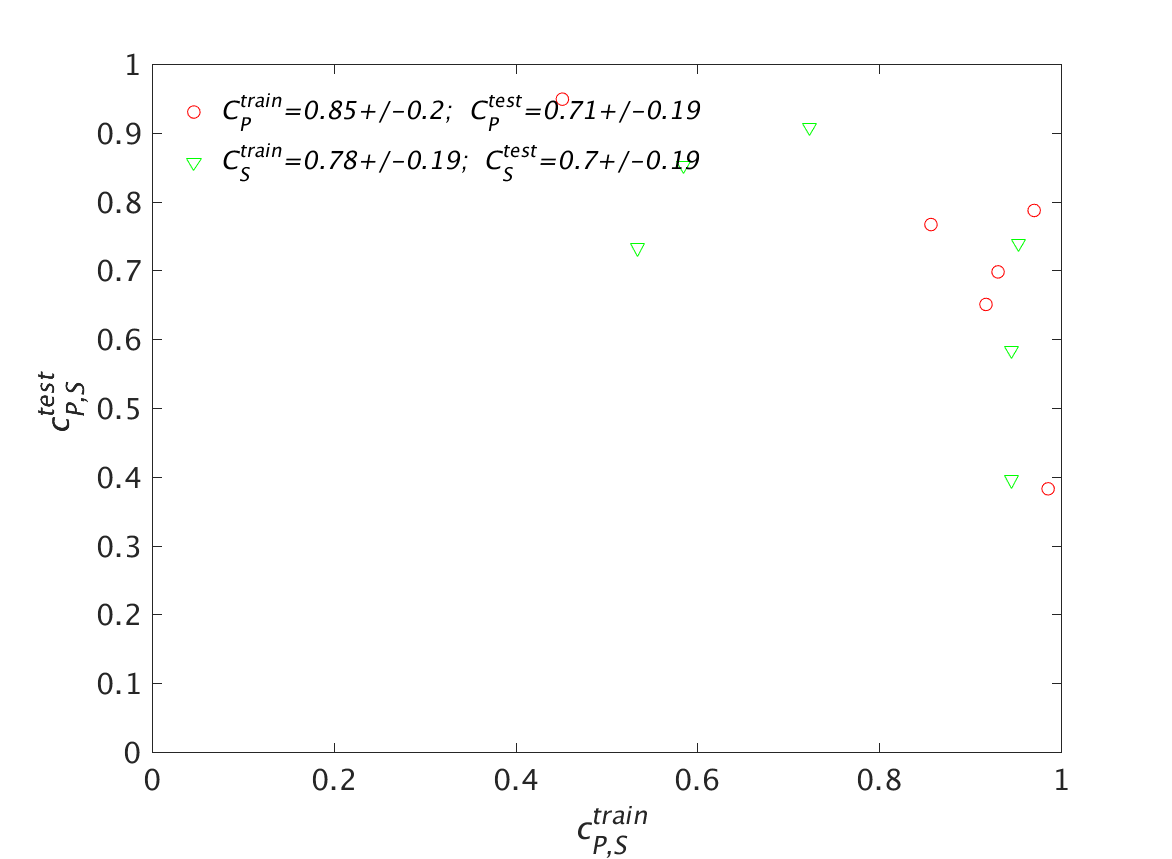 1
0.9
0.8
0.7
0.6
0.5
0.4
0.3
0.2
0.1
0
C_P^{train}=0.85+/-0.2; C_P^{test}=0.71+/-0.19
C_S^{train}=0.78+/-0.19; C_S^{test}=0.7+/-0.19
c_{P,S}^{test}
0 0.2 0.4 0.6 0.8 1
c_{P,S}^{train}